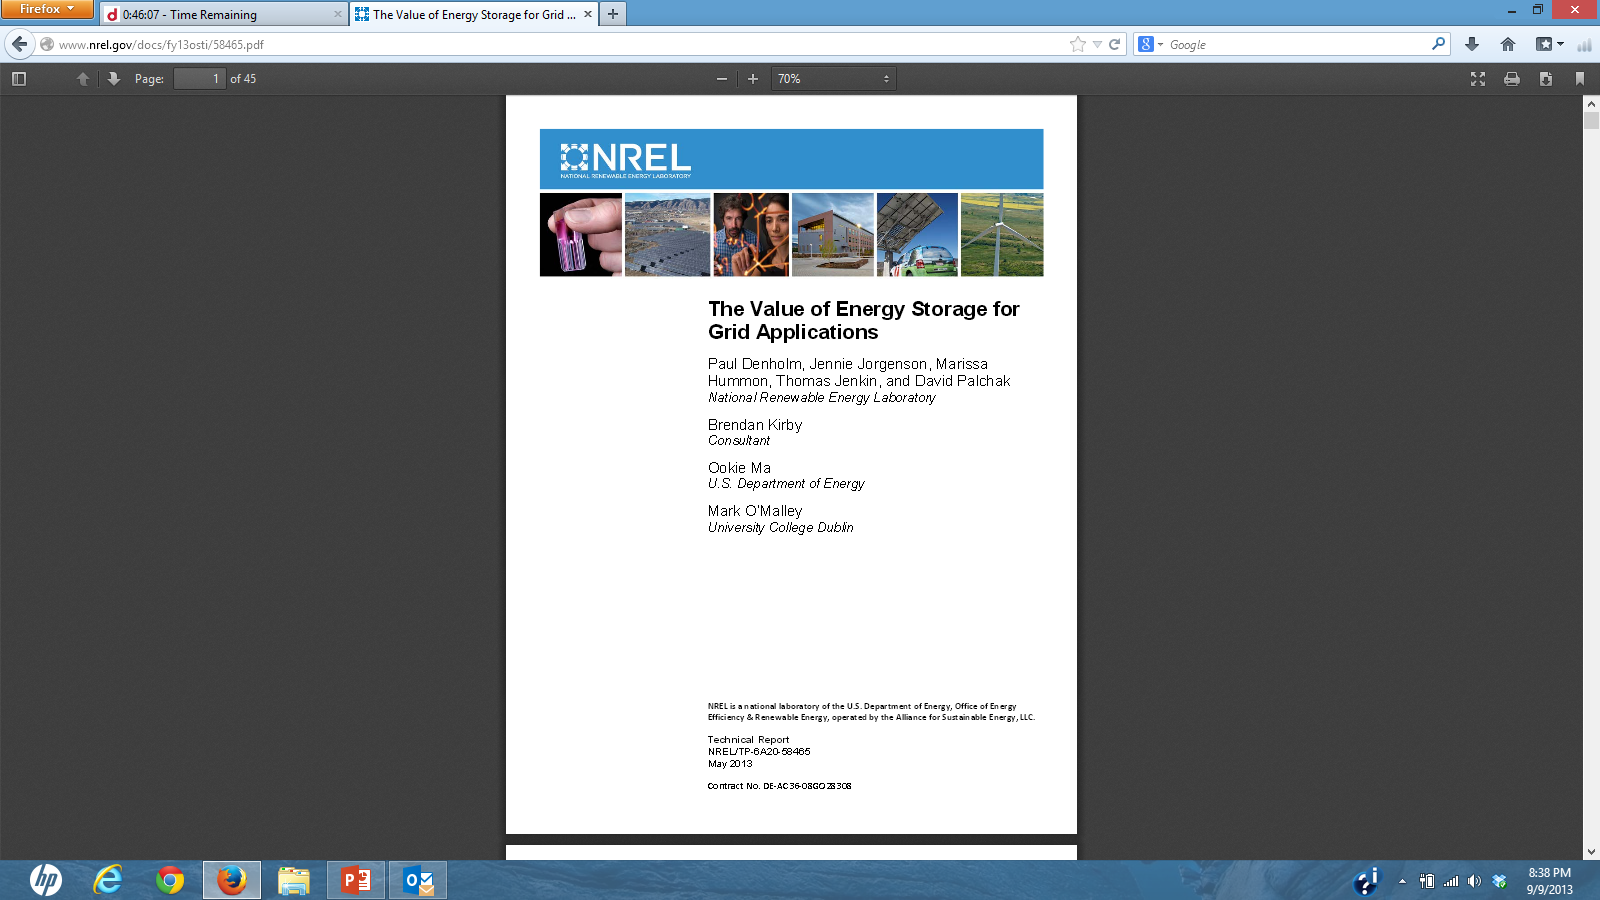 Firefox
0:46:07 - Time Remaining
The Value of Energy Storage for Grid ...
www.nrel.gov/docs/fy13osti/58465.pdf
Google
Page: 1 of 45
70%
NREL
NATIONAL RENEWABLE ENERGY LABORATORY
The Value of Energy Storage for
Grid Applications
Paul Denholm, Jennie Jorgenson, Marissa
Hummon, Thomas Jenkin, and David Palchak
National Renewable Energy Laboratory
Brendan Kirby
Consultant
Ookie Ma
U.S. Department of Energy
Mark O'Malley
University College Dublin
NREL is a national laboratory of the U.S. Department of Energy, Office of Energy
Efficiency & Renewable Energy, operated by the Alliance for Sustainable Energy, LLC.
Technical Report
NREL/TP-6A20-58465
May 2013
Contract No. DE-AC36-08GO28308
8:38 PM
9/9/2013